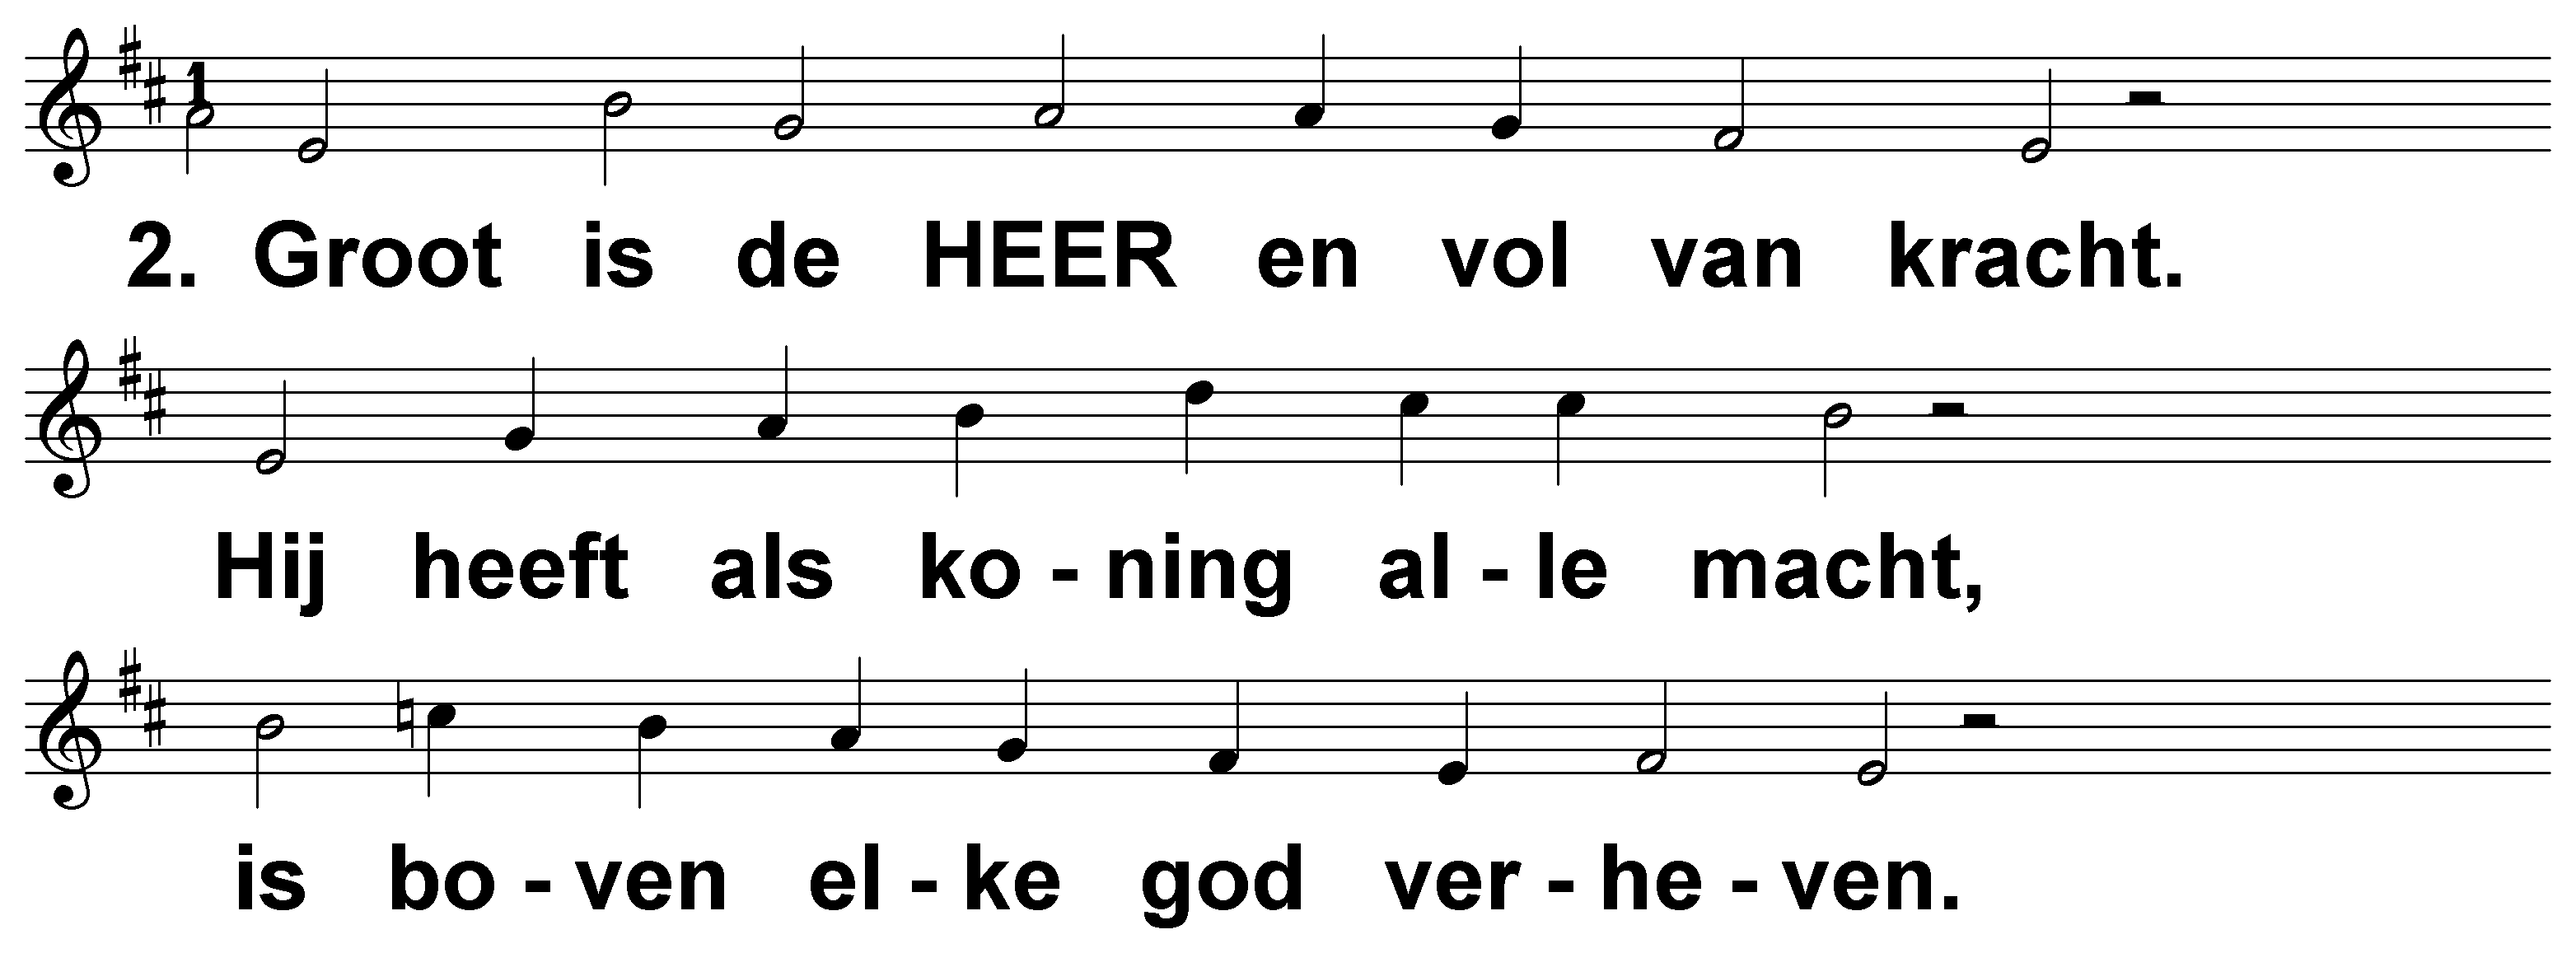 1
2. Groot is de HEER en vol van kracht.
Hij heeft als ko - ning al - le macht,
is bo - ven el - ke god ver - he - ven.